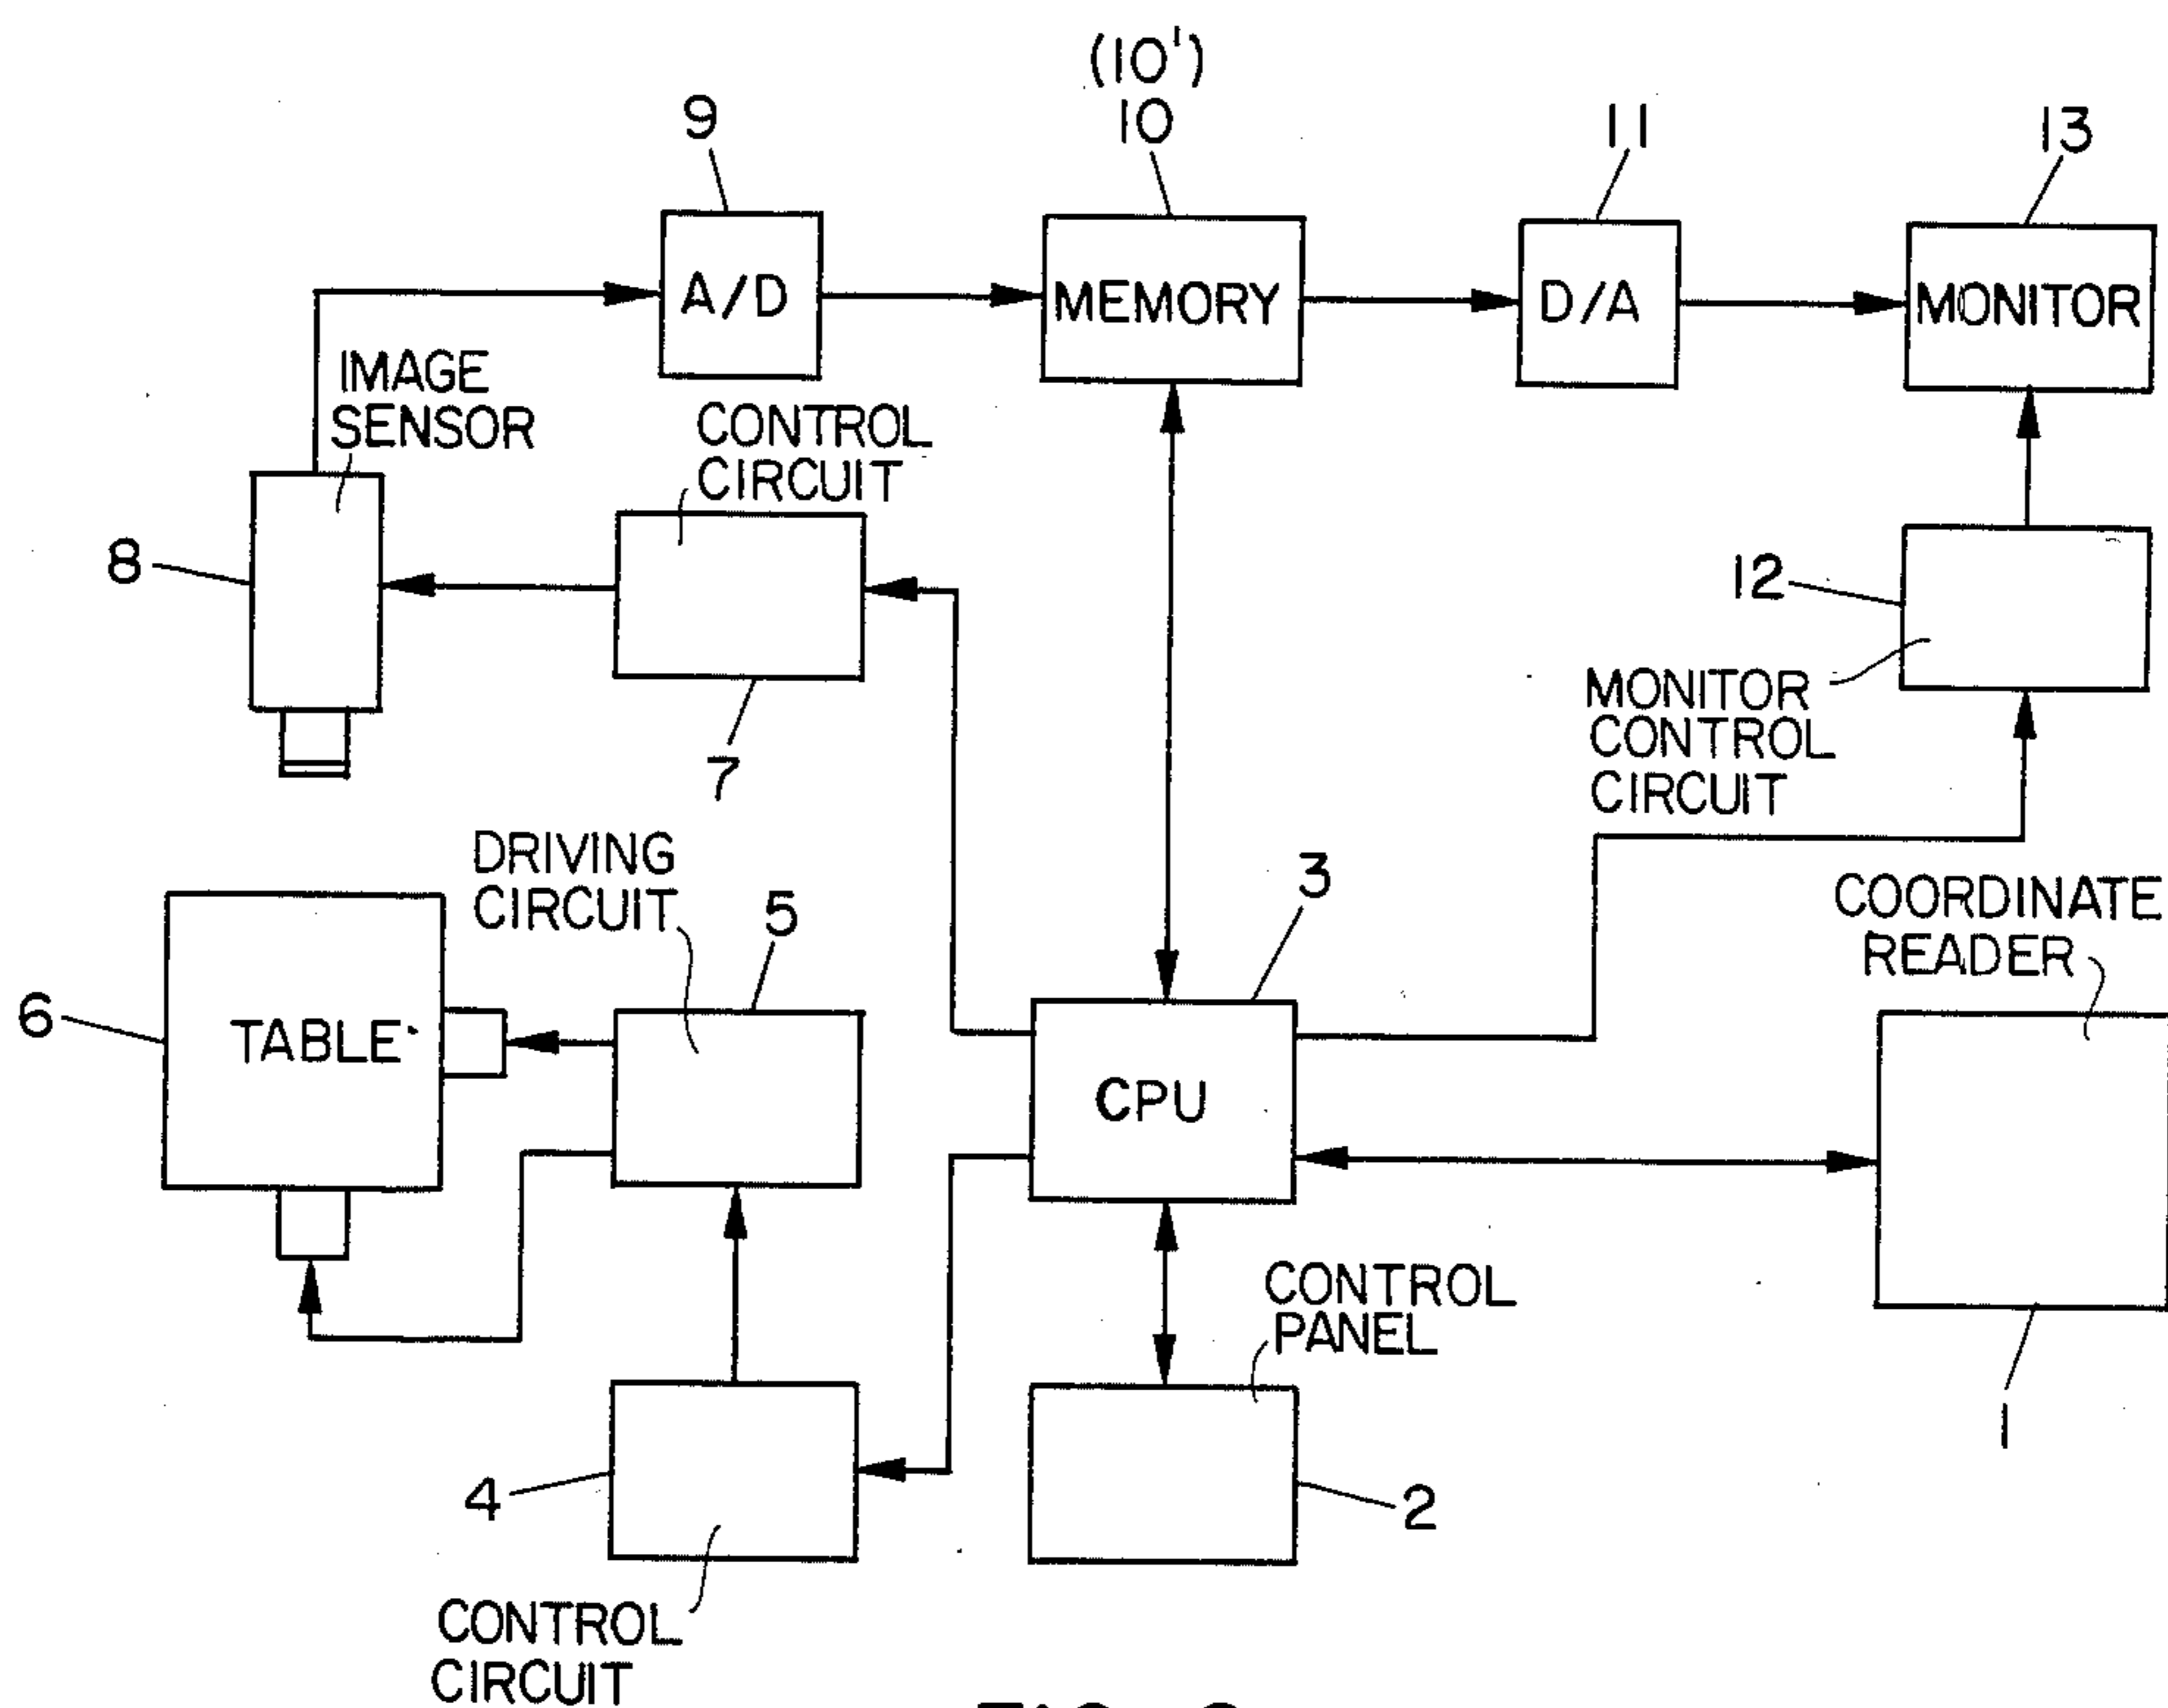 (10')
10
9
11
13
A/D
MEMORY
D/A
MONITOR
IMAGE
SENSOR
CONTROL
CIRCUIT
8
12
7
MONITOR
CONTROL
CIRCUIT
DRIVING
CIRCUIT
5
3
COORDINATE
READER
6
TABLE
CPU
CONTROL
PANEL
1
4
2
CONTROL
CIRCUIT